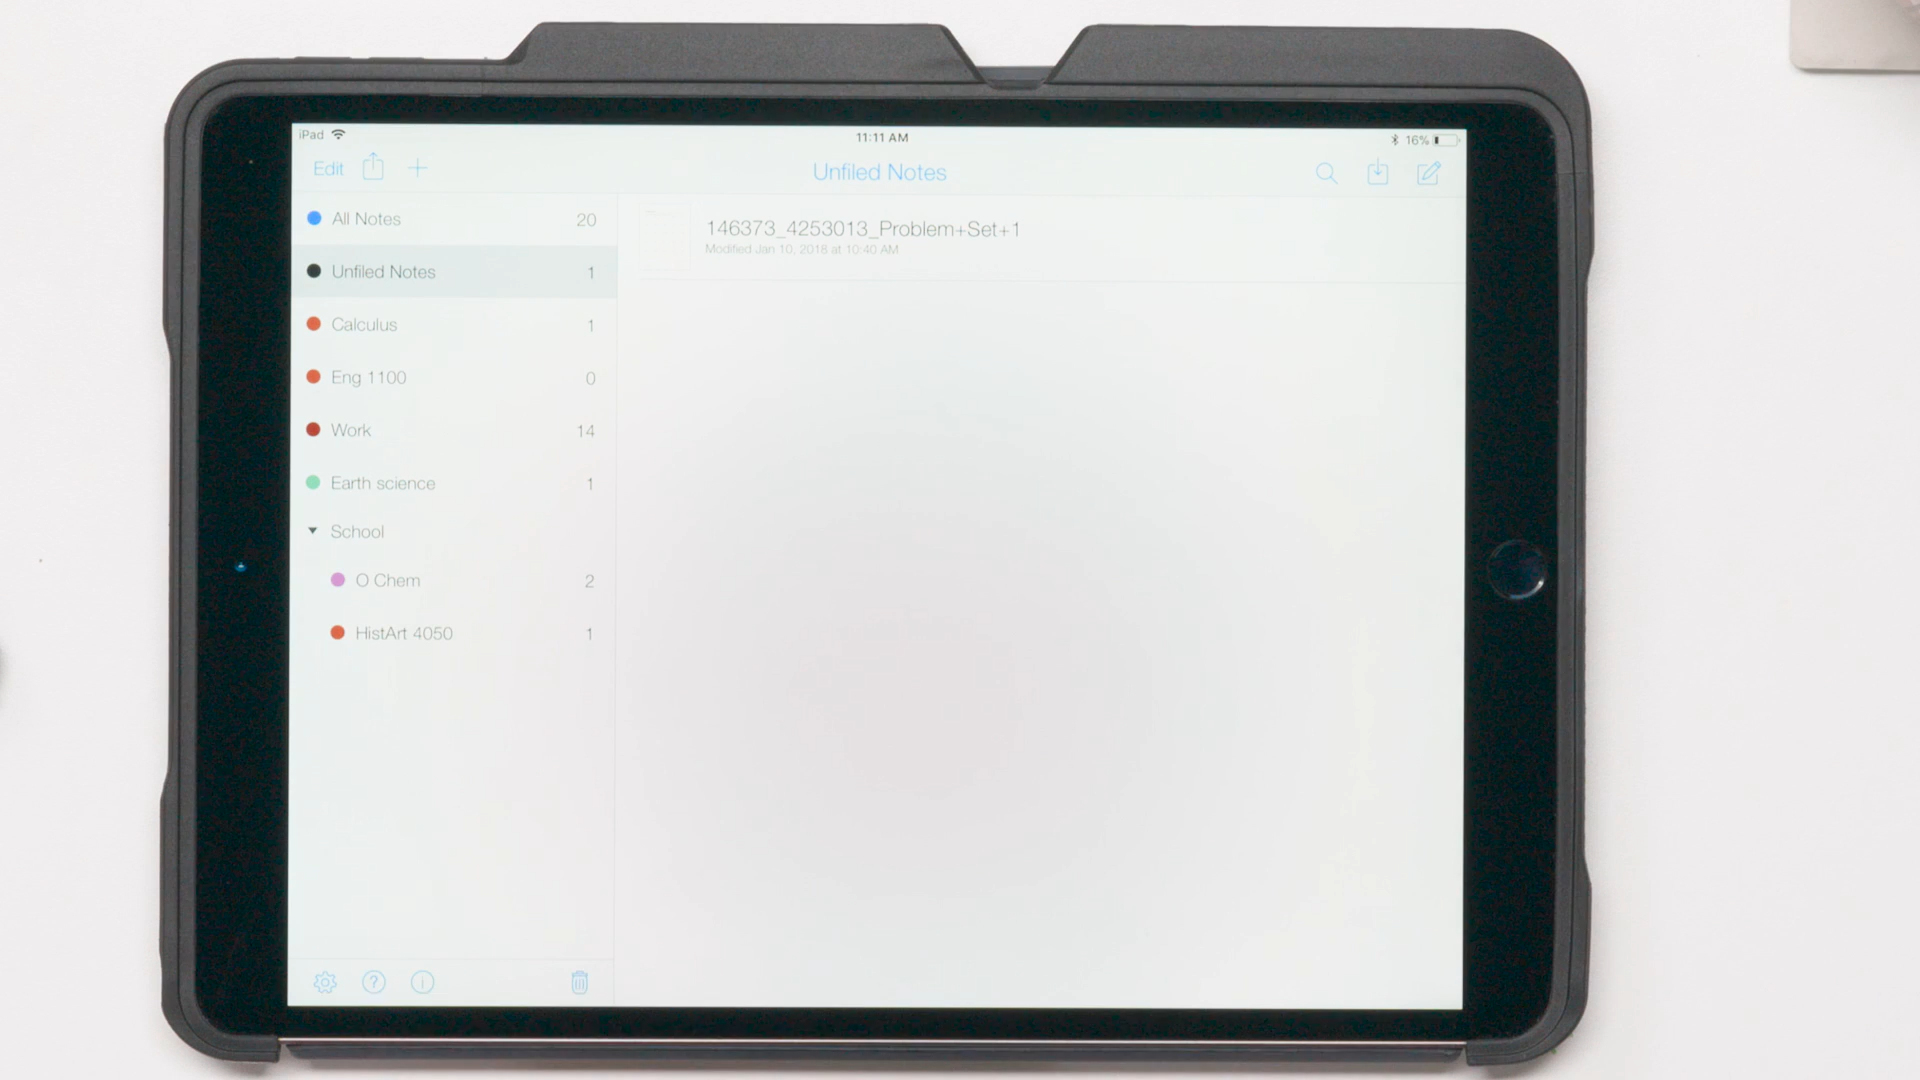 iPad
11:11 AM
16%
Edit
Unfiled Notes
All Notes 20
Unfiled Notes 1
Calculus 1
Eng 1100 0
Work 14
Earth science 1
School
O Chem 2
HistArt 4050 1
146373_4253013_Problem+Set+1
Modified Jan 10, 2018 at 10:40 AM